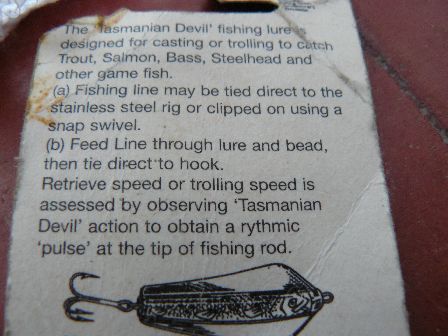 The 'Tasmanian Devil' fishing lure is
designed for casting or trolling to catch
Trout, Salmon, Bass, Steelhead and
other game fish.
(a) Fishing line may be tied direct to the
stainless steel rig or clipped on using a
snap swivel.
(b) Feed Line through lure and bead,
then tie direct to hook.
Retrieve speed or trolling speed is
assessed by observing 'Tasmanian
Devil' action to obtain a rythmic
'pulse' at the tip of fishing rod.